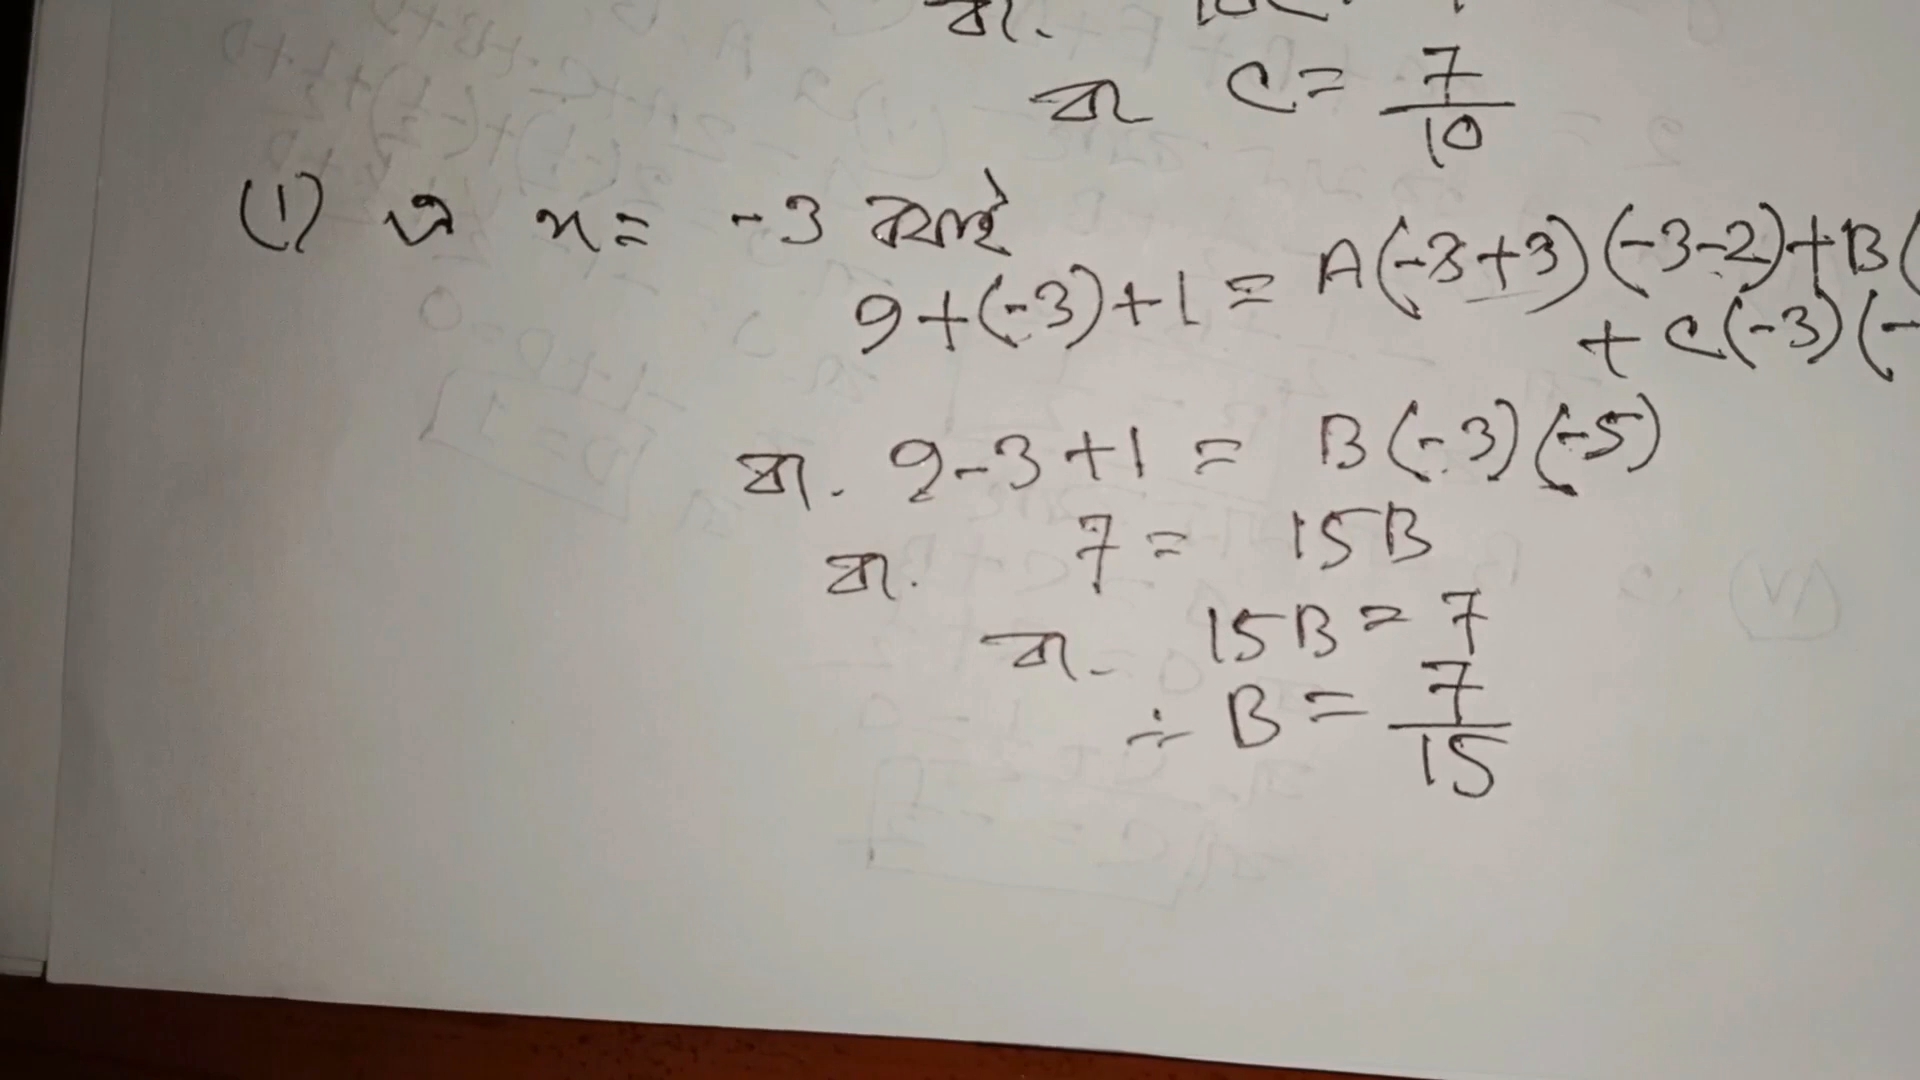 বা.
বা C = 7/10
(1) এ x = -3 বসাই
9+(-3)+1 = A(-3+3)(-3-2)+B(
+ C(-3)(-
বা. 9-3+1 = B(-3)(-5)
বা. 7 = 15B
বা. 15B = 7
∴ B = 7/15